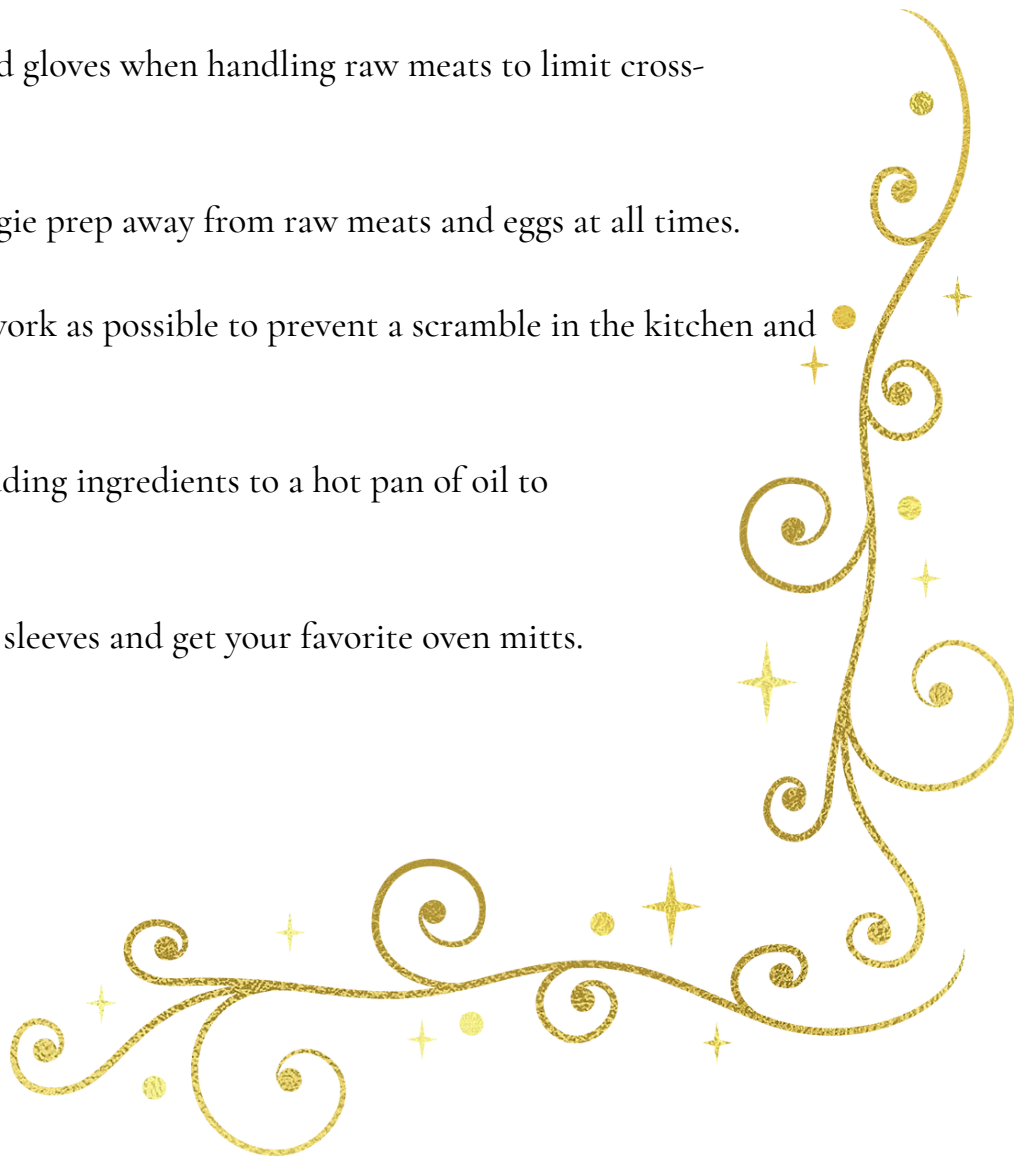 d gloves when handling raw meats to limit cross-
gie prep away from raw meats and eggs at all times.
work as possible to prevent a scramble in the kitchen and
ding ingredients to a hot pan of oil to
sleeves and get your favorite oven mitts.